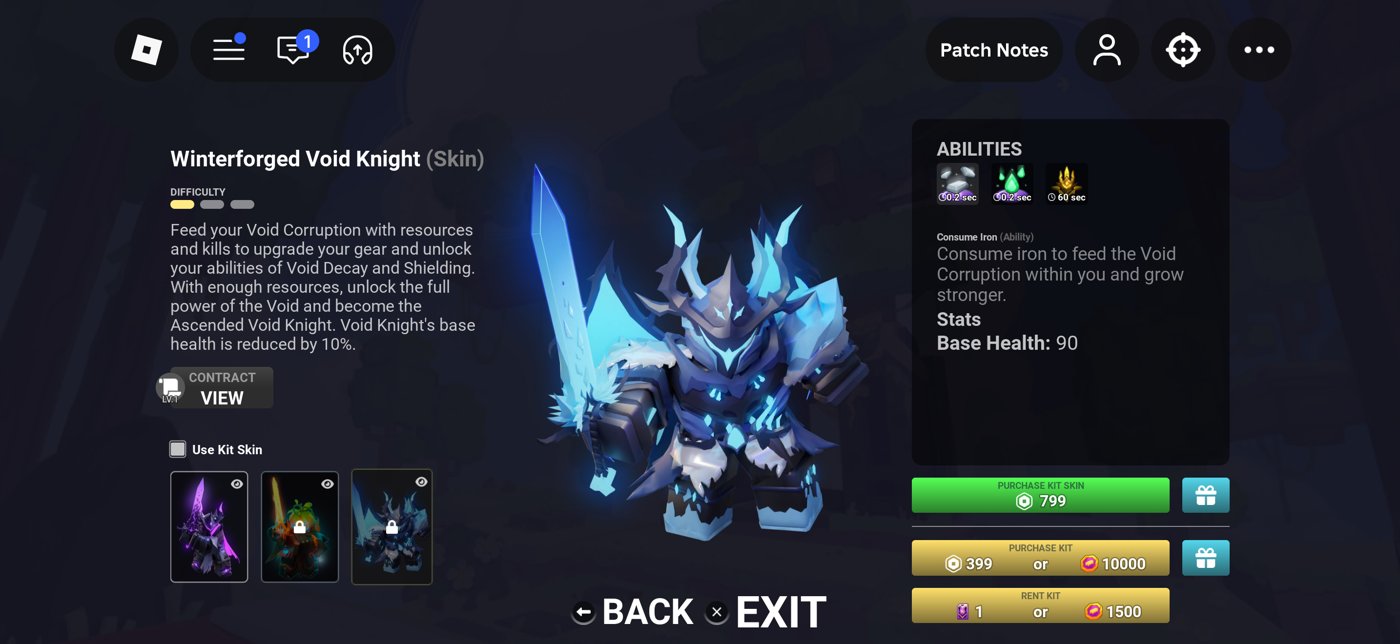 1
Patch Notes
Winterforged Void Knight (Skin)
DIFFICULTY
Feed your Void Corruption with resources
and kills to upgrade your gear and unlock
your abilities of Void Decay and Shielding.
With enough resources, unlock the full
power of the Void and become the
Ascended Void Knight. Void Knight's base
health is reduced by 10%.
CONTRACT
VIEW
LV.1
Use Kit Skin
ABILITIES
0.2 sec
0.2 sec
60 sec
Consume Iron (Ability)
Consume iron to feed the Void
Corruption within you and grow
stronger.
Stats
Base Health: 90
PURCHASE KIT SKIN
799
PURCHASE KIT
399 or 10000
RENT KIT
1 or 1500
BACK EXIT